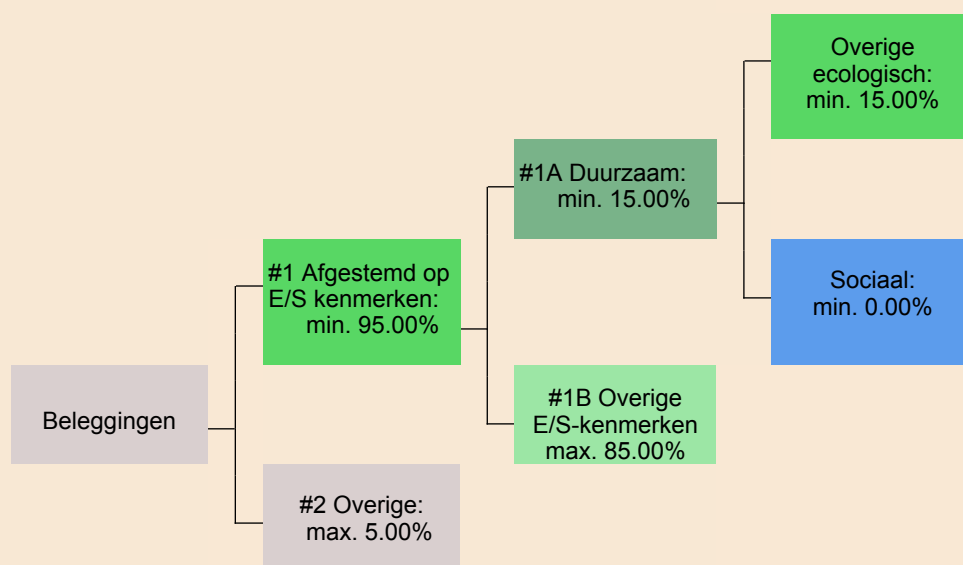 Overige
ecologisch:
min. 15.00%
#1A Duurzaam:
min. 15.00%
#1 Afgestemd op
E/S kenmerken:
min. 95.00%
Sociaal:
min. 0.00%
Beleggingen
#1B Overige
E/S-kenmerken
max. 85.00%
#2 Overige:
max. 5.00%